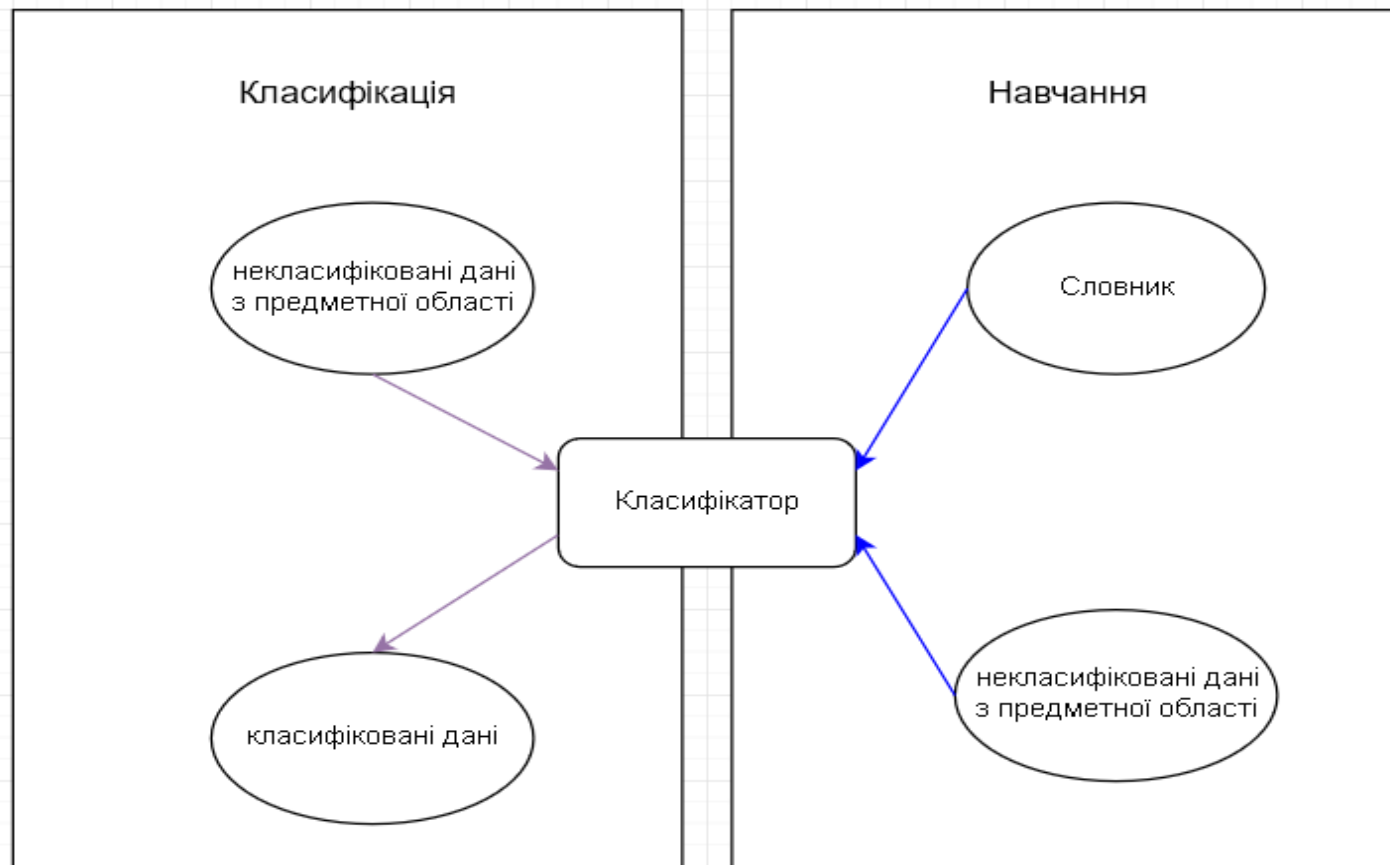 Класифікація
некласифіковані дані
з предметної області
Класифікатор
класифіковані дані
Навчання
Словник
некласифіковані дані
з предметної області